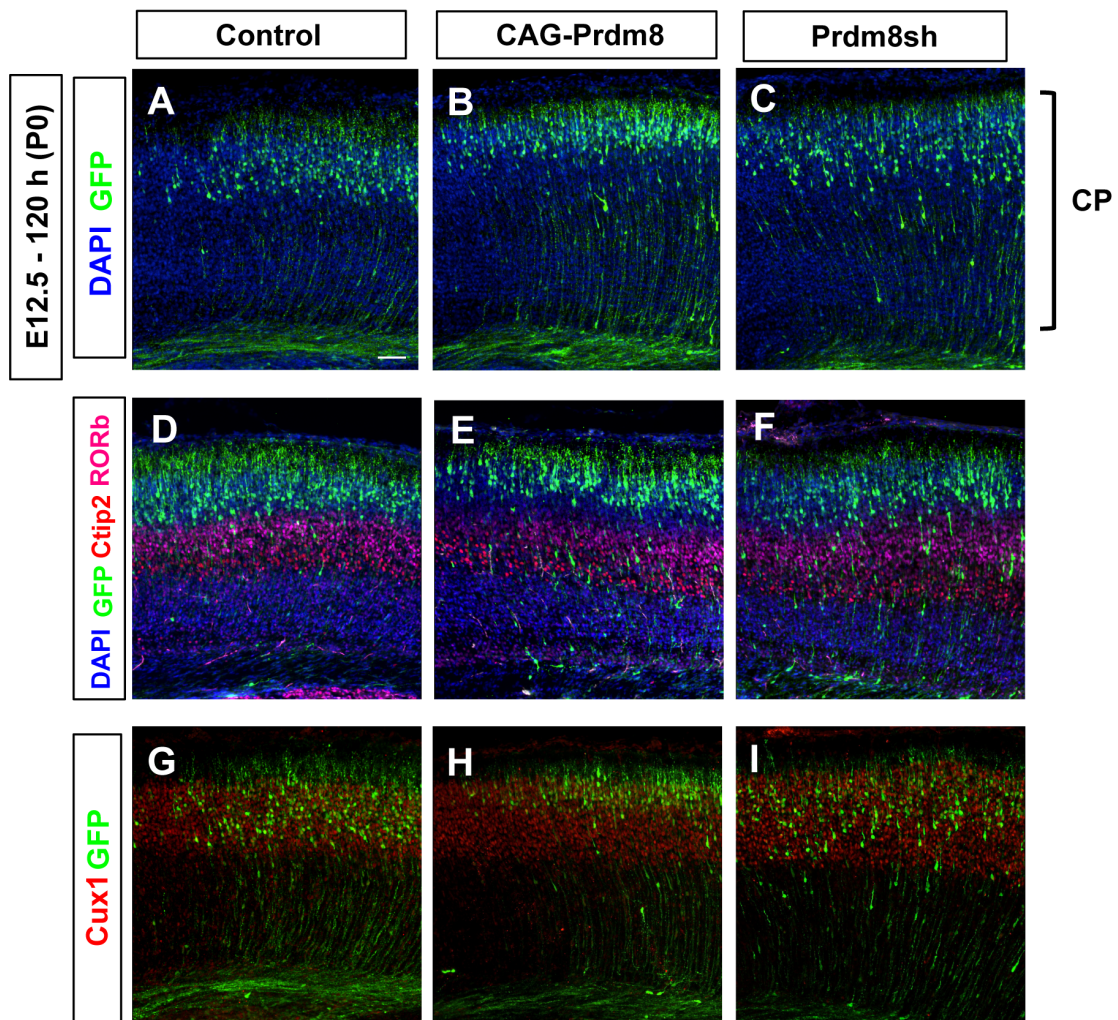 Control
CAG-Prdm8
Prdm8sh
E12.5 - 120 h (P0)
DAPI GFP
A
B
C
CP
DAPI GFP Ctip2 RORb
D
E
F
Cux1 GFP
G
H
I